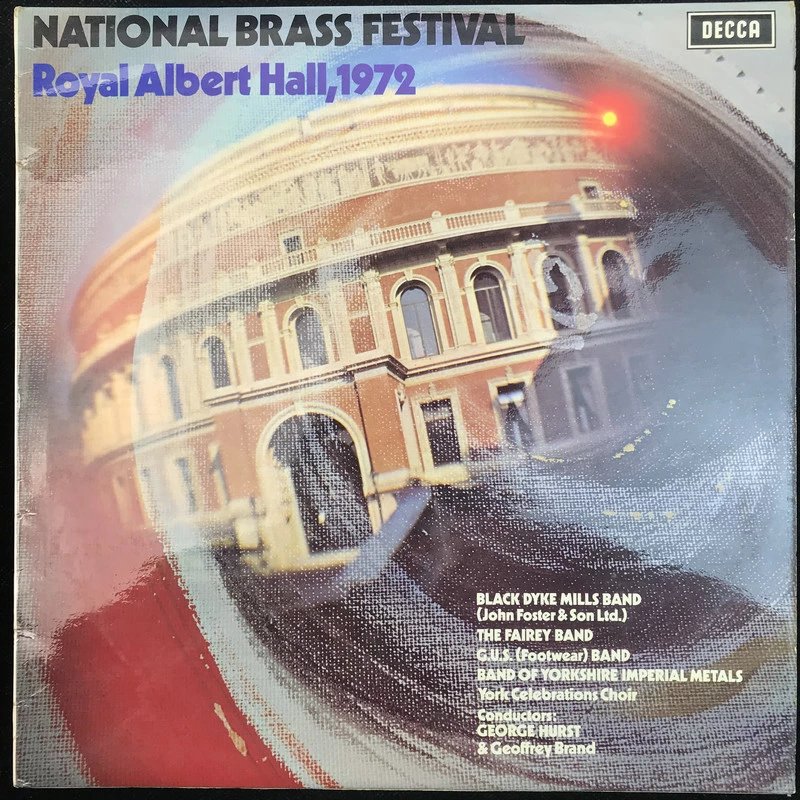 NATIONAL BRASS FESTIVAL
DECCA
Royal Albert Hall, 1972
BLACK DYKE MILLS BAND
(John Foster & Son Ltd.)
THE FAIREY BAND
G.U.S. (Footwear) BAND
BAND OF YORKSHIRE IMPERIAL METALS
York Celebrations Choir
Conductors:
GEORGE HURST
& Geoffrey Brand